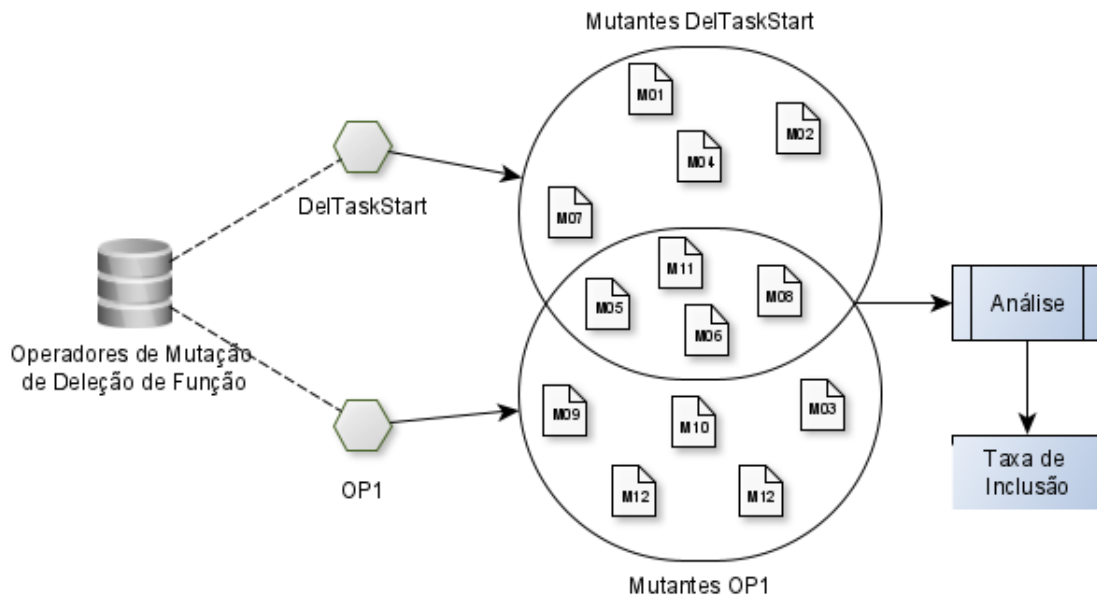 Mutantes DelTaskStart
M01
M02
M04
DelTaskStart
M07
M11
M08
M05
M06
Análise
Operadores de Mutação
de Deleção de Função
M09
M10
M03
OP1
M12
M12
Taxa de
Inclusão
Mutantes OP1